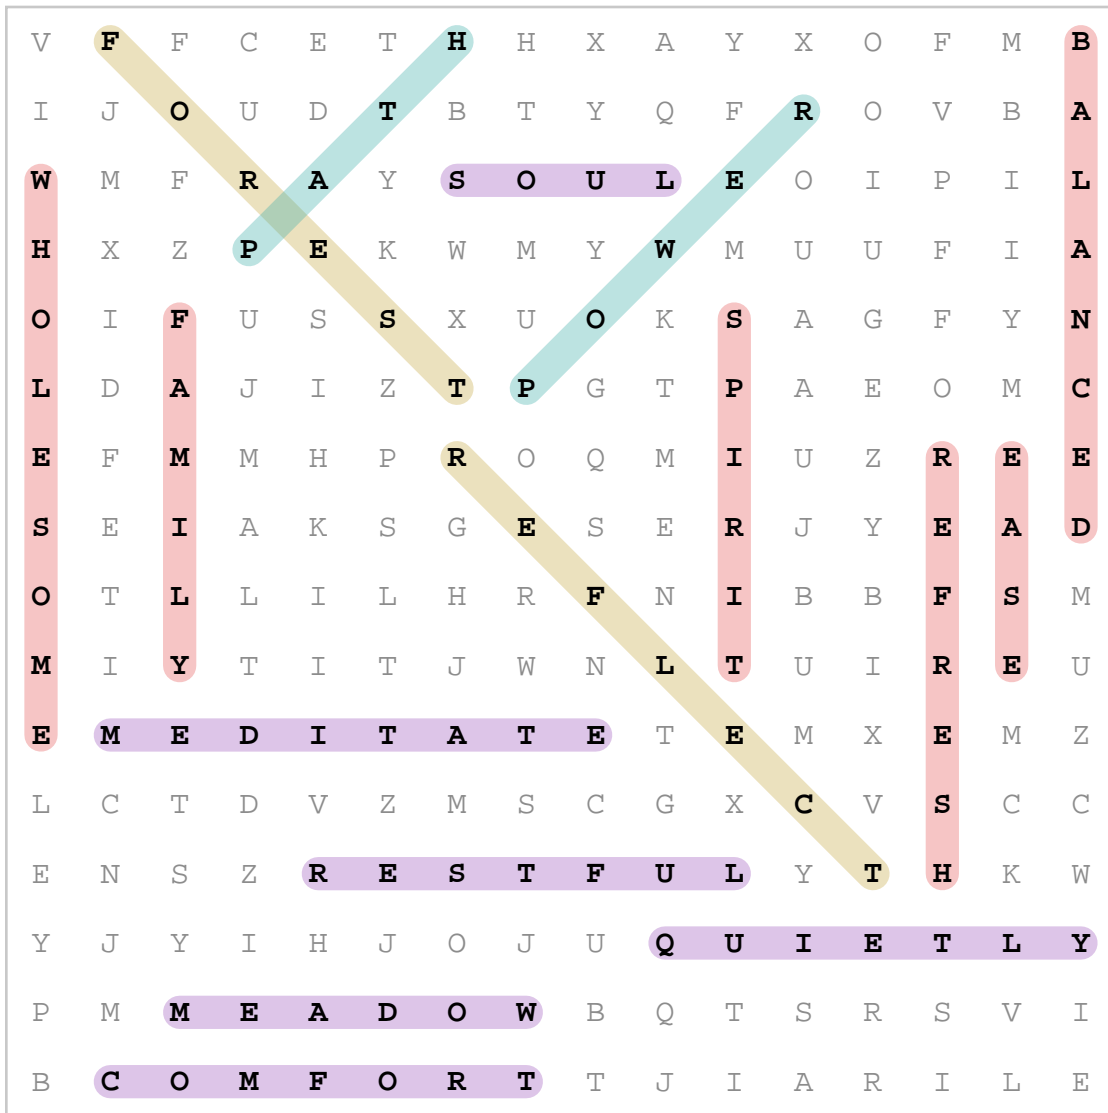 V F F C E T H H X A Y X O F M B
I J O U D T B T Y Q F R O V B A
W M F R A Y S O U L E O I P I L
H X Z P E K W M Y W M U U F I A
O I F U S S X U O K S A G F Y N
L D A J I Z T P G T P A E O M C
E F M M H P R O Q M I U Z R E E
S E I A K S G E S E R J Y E A D
O T L L I L H R F N I B B F S M
M I Y T I T J W N L T U I R E U
E M E D I T A T E T E M X E M Z
L C T D V Z M S C G X C V S C C
E N S Z R E S T F U L Y T H K W
Y J Y I H J O J U Q U I E T L Y
P M M E A D O W B Q T S R S V I
B C O M F O R T T J I A R I L E